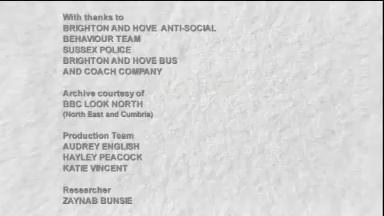 With thanks to
BRIGHTON AND HOVE ANTI-SOCIAL
BEHAVIOUR TEAM
SUSSEX POLICE
BRIGHTON AND HOVE BUS
AND COACH COMPANY
Archive courtesy of
BBC LOOK NORTH
(North East and Cumbria)
Production Team
AUDREY ENGLISH
HAYLEY PEACOCK
KATIE VINCENT
Researcher
ZAYNAB BUNSIE